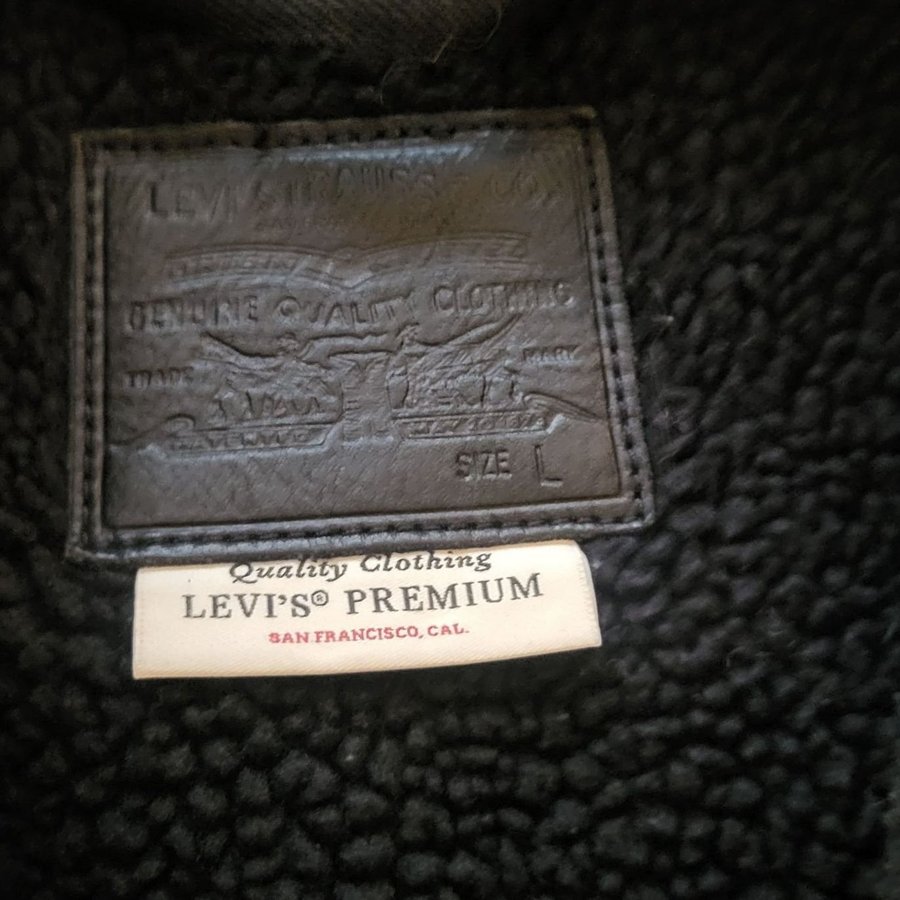 LEVI STRAUSS & CO.
GENUINE QUALITY CLOTHING
TRADE MARK
SIZE L
Quality Clothing
LEVI'S® PREMIUM
SAN FRANCISCO, CAL.